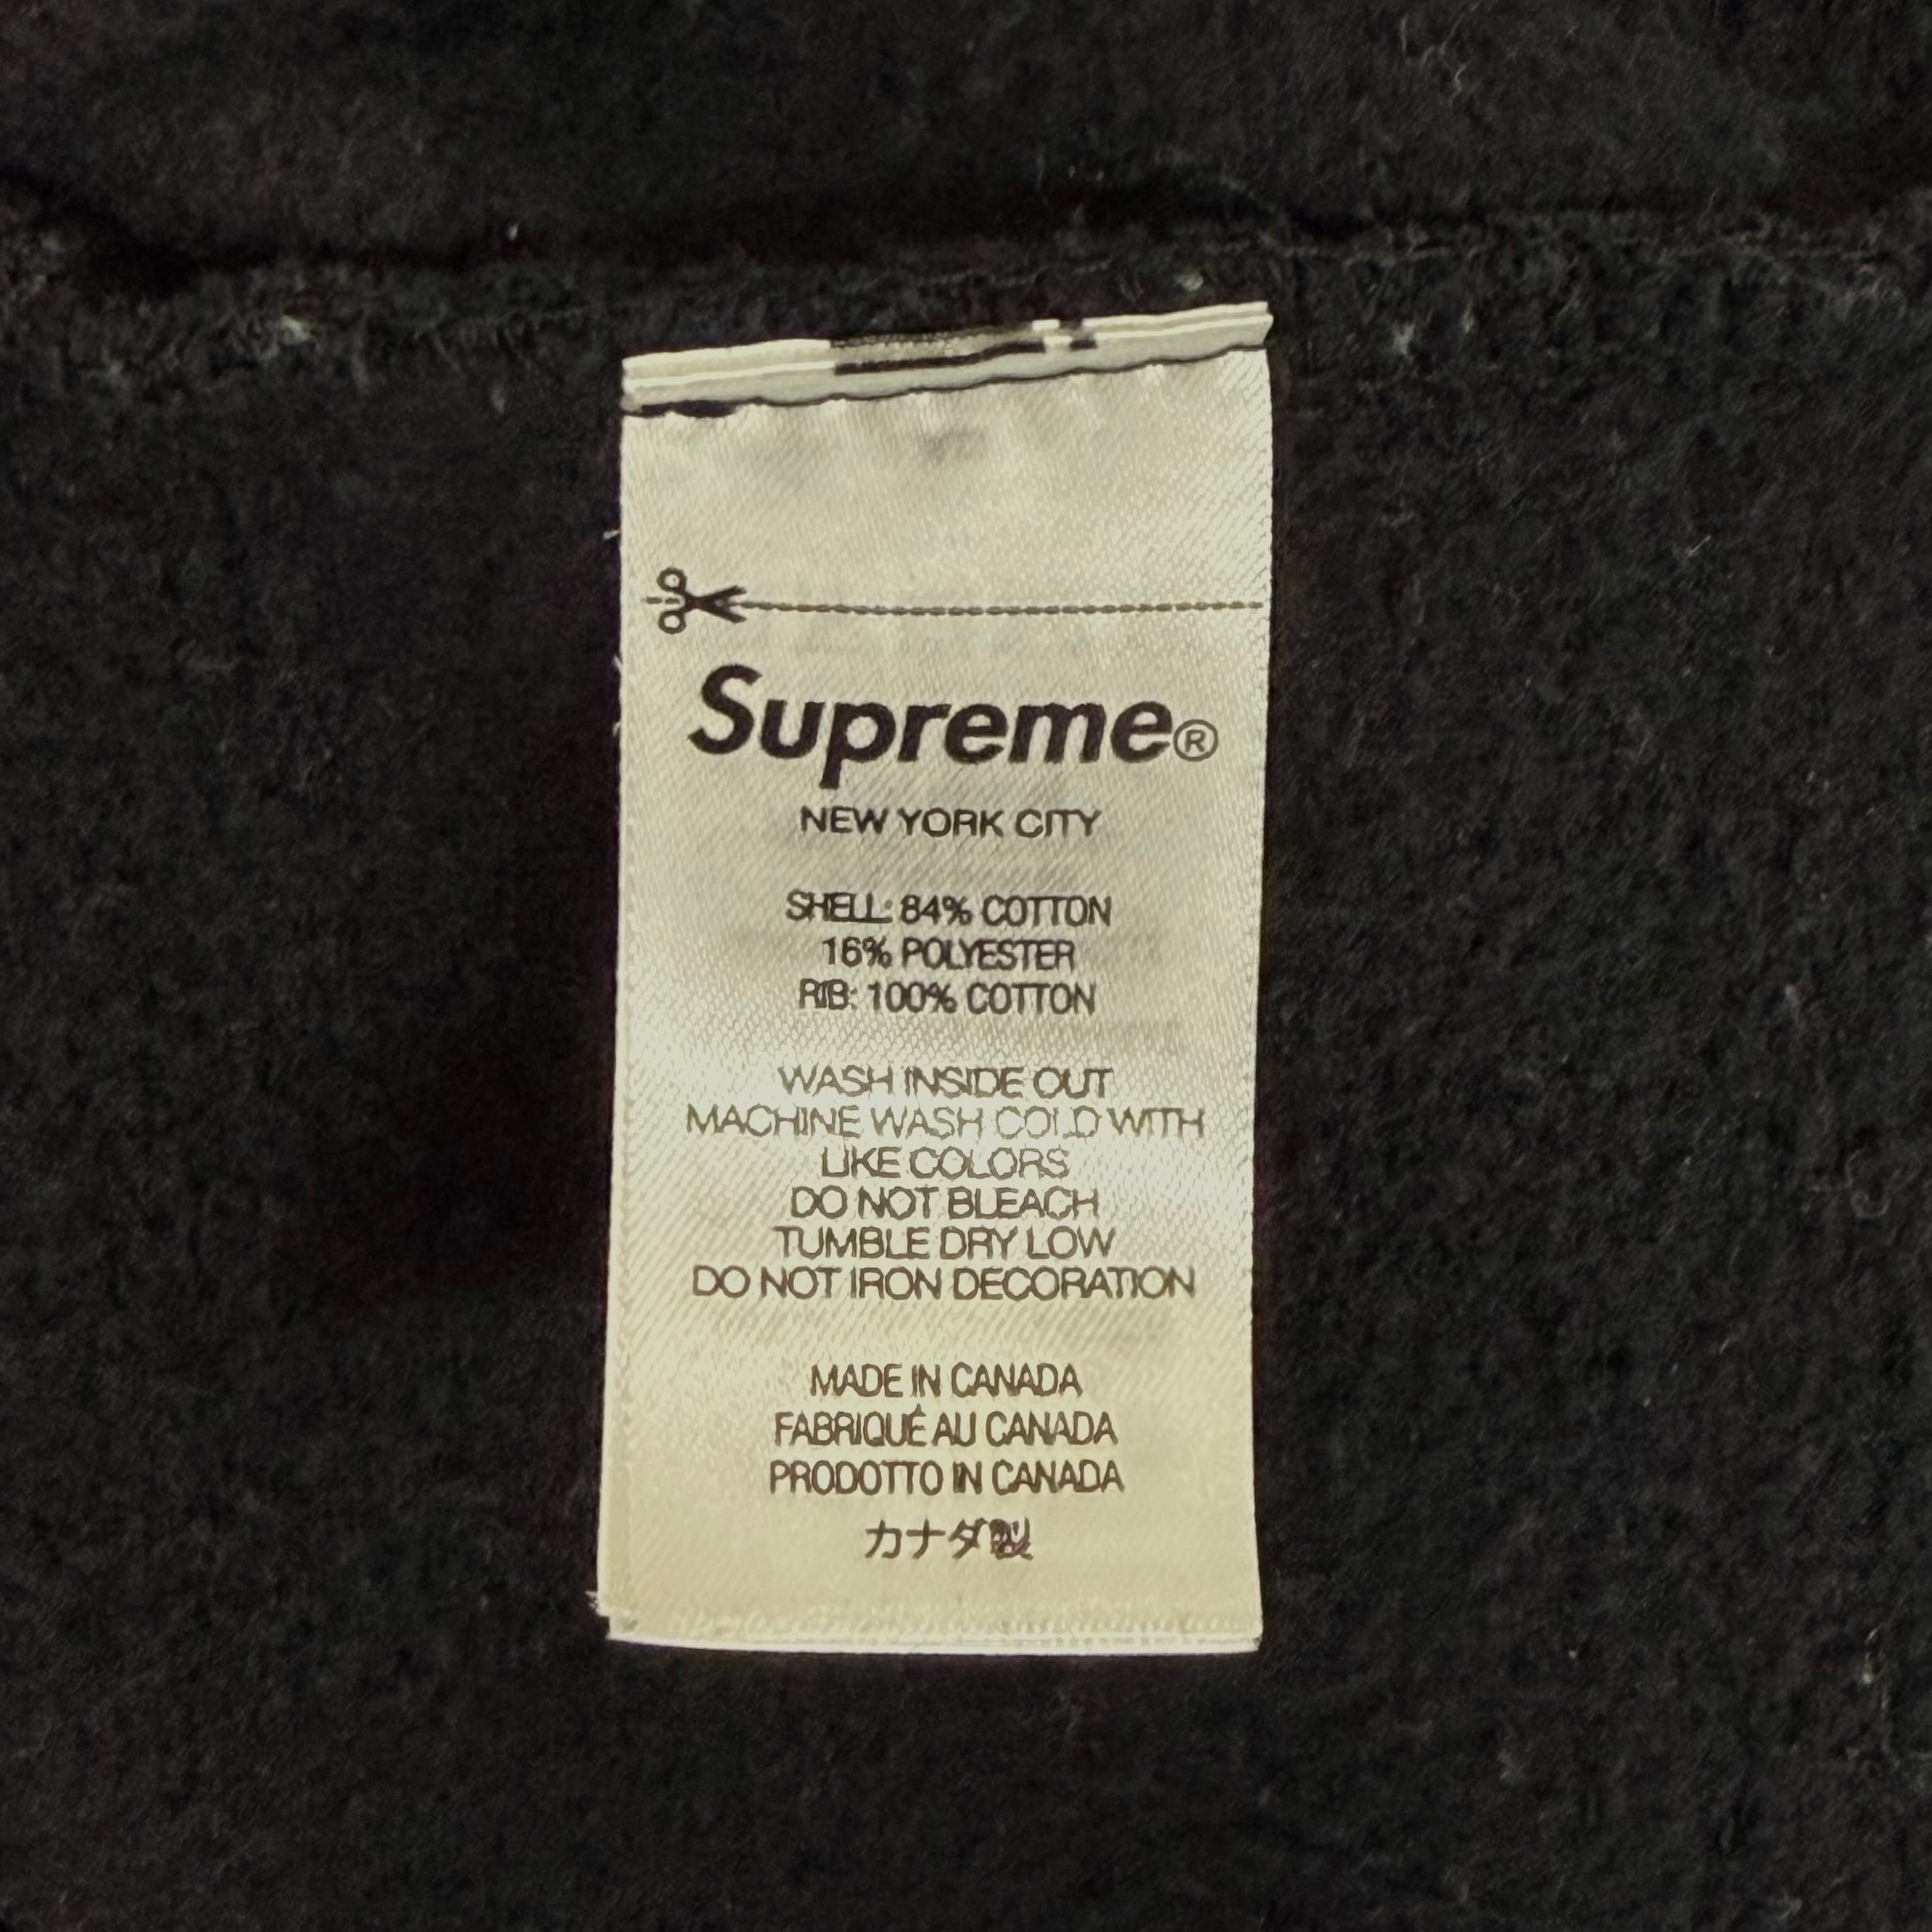 Supreme®
NEW YORK CITY
SHELL: 84% COTTON
16% POLYESTER
RIB: 100% COTTON
WASH INSIDE OUT
MACHINE WASH COLD WITH
LIKE COLORS
DO NOT BLEACH
TUMBLE DRY LOW
DO NOT IRON DECORATION
MADE IN CANADA
FABRIQUÉ AU CANADA
PRODOTTO IN CANADA
カナダ製